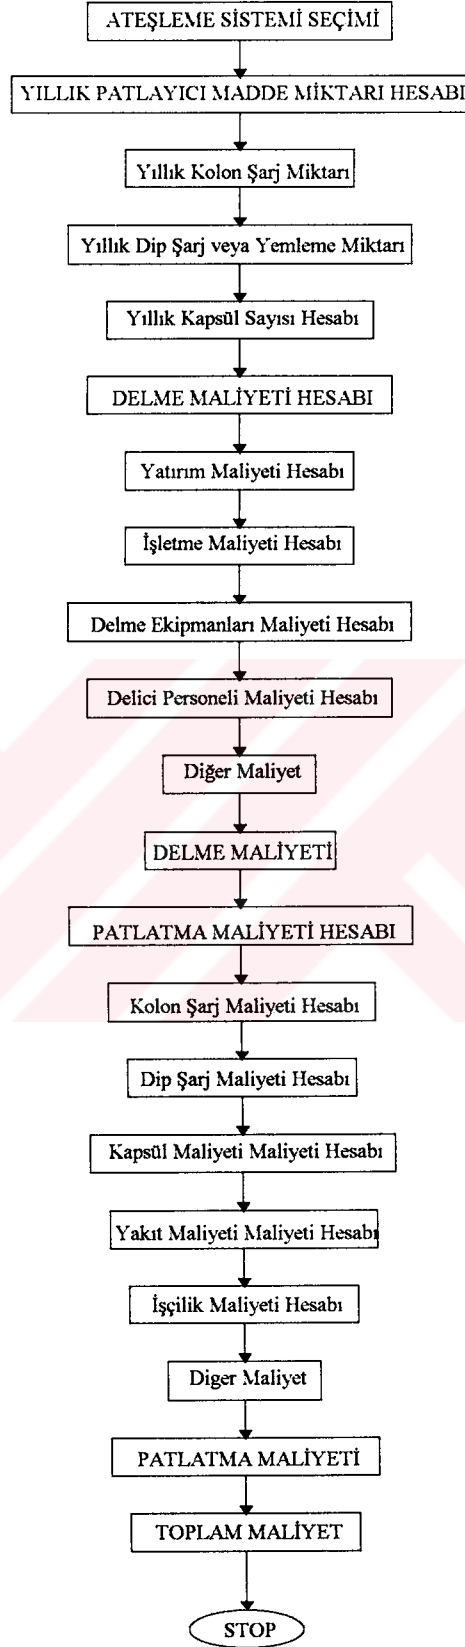 ATEŞLEME SİSTEMİ SEÇİMİ
YILLIK PATLAYICI MADDE MİKTARI HESABI
Yıllık Kolon Şarj Miktarı
Yıllık Dip Şarj veya Yemleme Miktarı
Yıllık Kapsül Sayısı Hesabı
DELME MALİYETİ HESABI
Yatırım Maliyeti Hesabı
İşletme Maliyeti Hesabı
Delme Ekipmanları Maliyeti Hesabı
Delici Personeli Maliyeti Hesabı
Diğer Maliyet
DELME MALİYETİ
PATLATMA MALİYETİ HESABI
Kolon Şarj Maliyeti Hesabı
Dip Şarj Maliyeti Hesabı
Kapsül Maliyeti Maliyeti Hesabı
Yakıt Maliyeti Maliyeti Hesabı
İşçilik Maliyeti Hesabı
Diger Maliyet
PATLATMA MALİYETİ
TOPLAM MALİYET
STOP